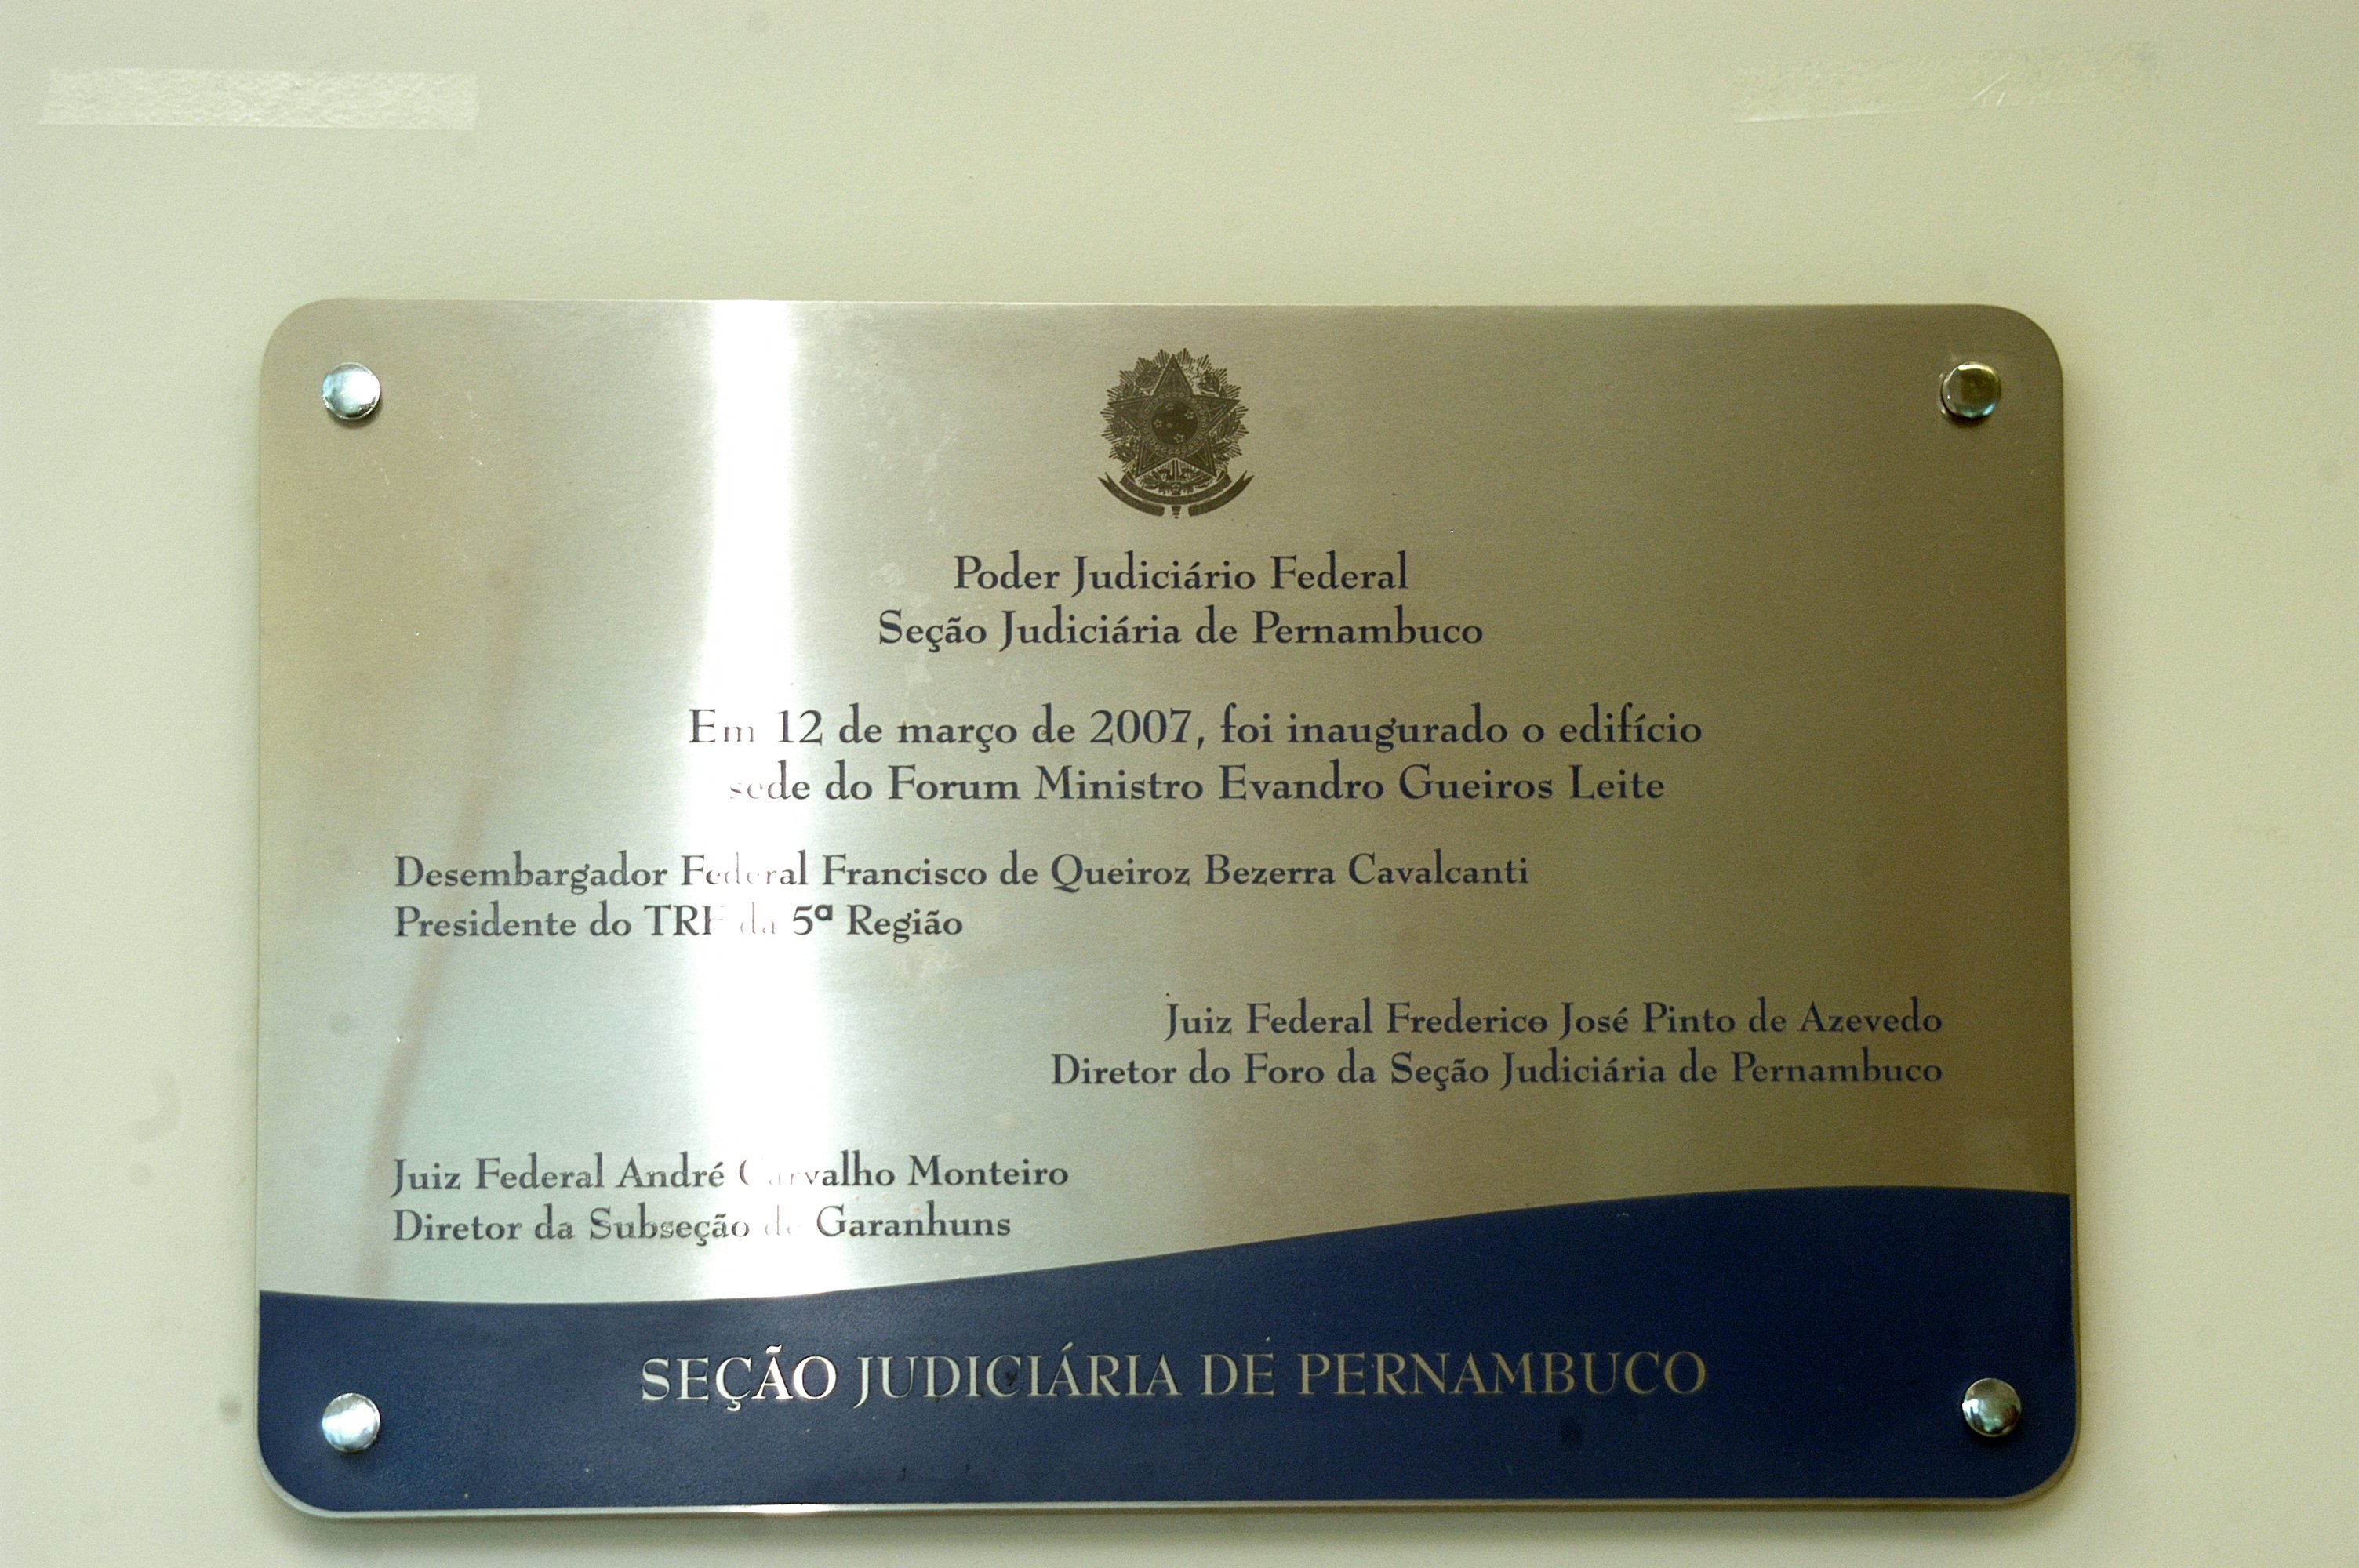 Poder Judiciário Federal
Seção Judiciária de Pernambuco
Em 12 de março de 2007, foi inaugurado o edifício
sede do Forum Ministro Evandro Gueiros Leite
Desembargador Federal Francisco de Queiroz Bezerra Cavalcanti
Presidente do TRF da 5ª Região
Juiz Federal Frederico José Pinto de Azevedo
Diretor do Foro da Seção Judiciária de Pernambuco
Juiz Federal André Carvalho Monteiro
Diretor da Subseção de Garanhuns
SEÇÃO JUDICIÁRIA DE PERNAMBUCO